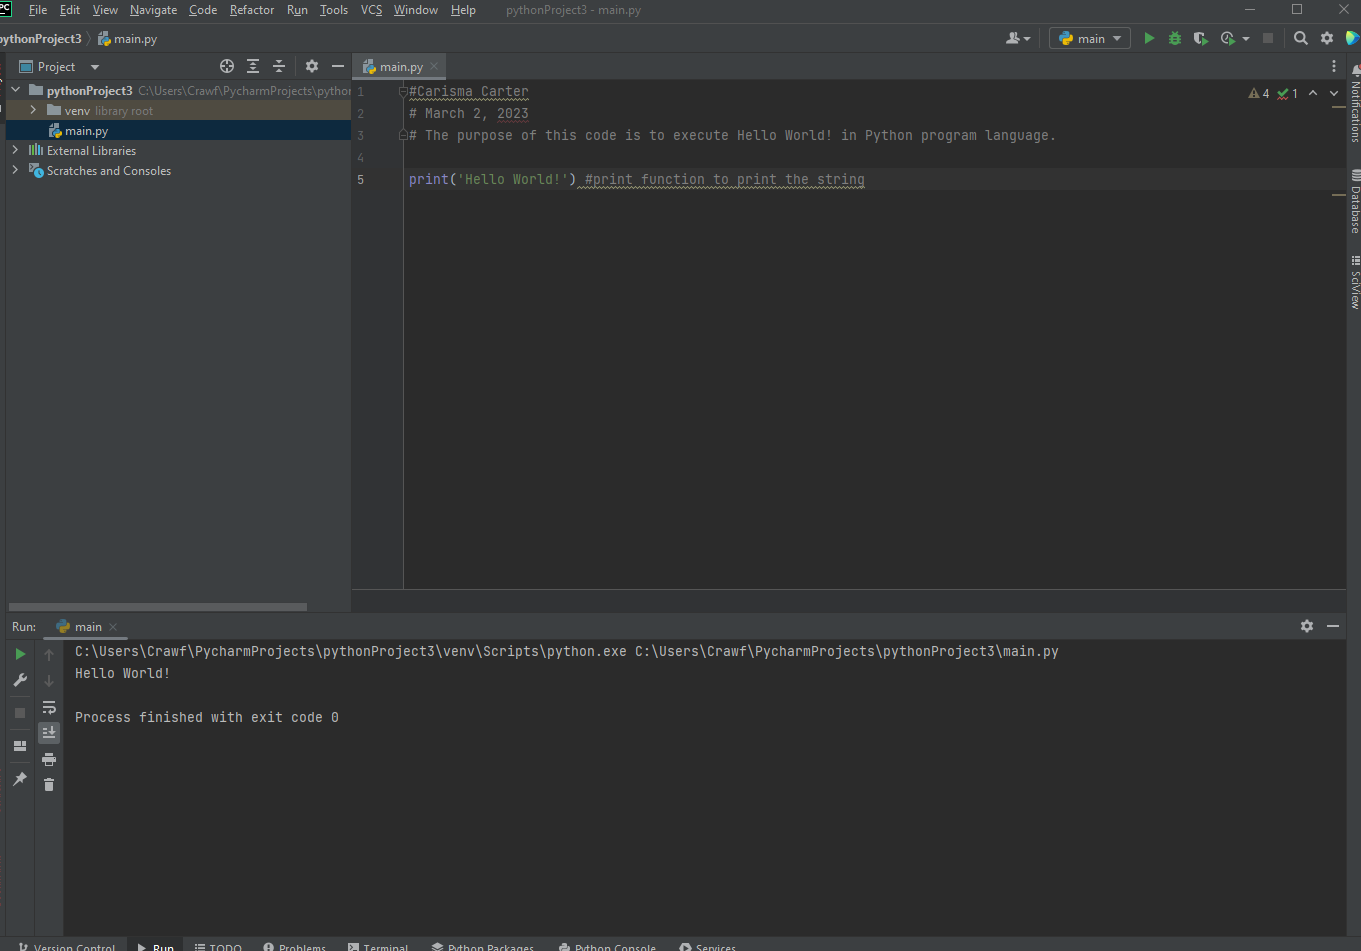 PC File Edit View Navigate Code Refactor Run Tools VCS Window Help pythonProject3 - main.py
pythonProject3 main.py main
Project main.py
pythonProject3 C:\Users\Crawf\PycharmProjects\python
venv library root
main.py
External Libraries
Scratches and Consoles
1 #Carisma Carter 4 1
2 # March 2, 2023
3 # The purpose of this code is to execute Hello World! in Python program language.
4
5 print('Hello World!') #print function to print the string
Notifications
Database
SciView
Run: main
C:\Users\Crawf\PycharmProjects\pythonProject3\venv\Scripts\python.exe C:\Users\Crawf\PycharmProjects\pythonProject3\main.py
Hello World!
Process finished with exit code 0
Version Control Run TODO Problems Terminal Python Packages Python Console Services